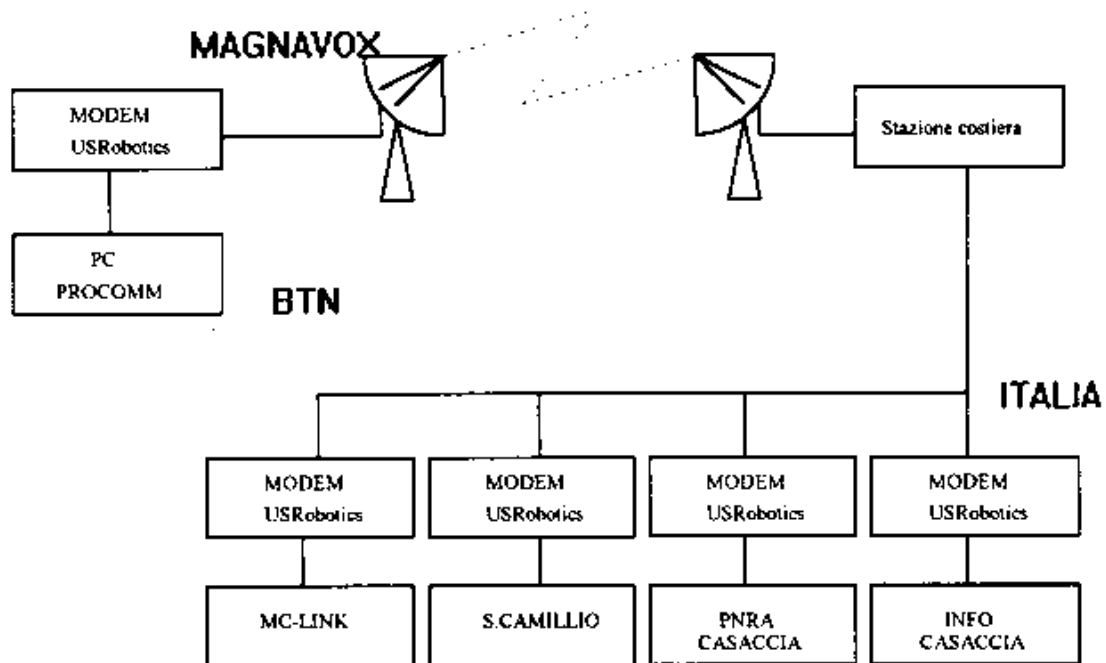 MAGNAVOX
MODEM
USRobotics
Stazione costiera
PC
PROCOMM
BTN
ITALIA
MODEM
USRobotics
MODEM
USRobotics
MODEM
USRobotics
MODEM
USRobotics
MC-LINK
S.CAMILLIO
PNRA
CASACCIA
INFO
CASACCIA